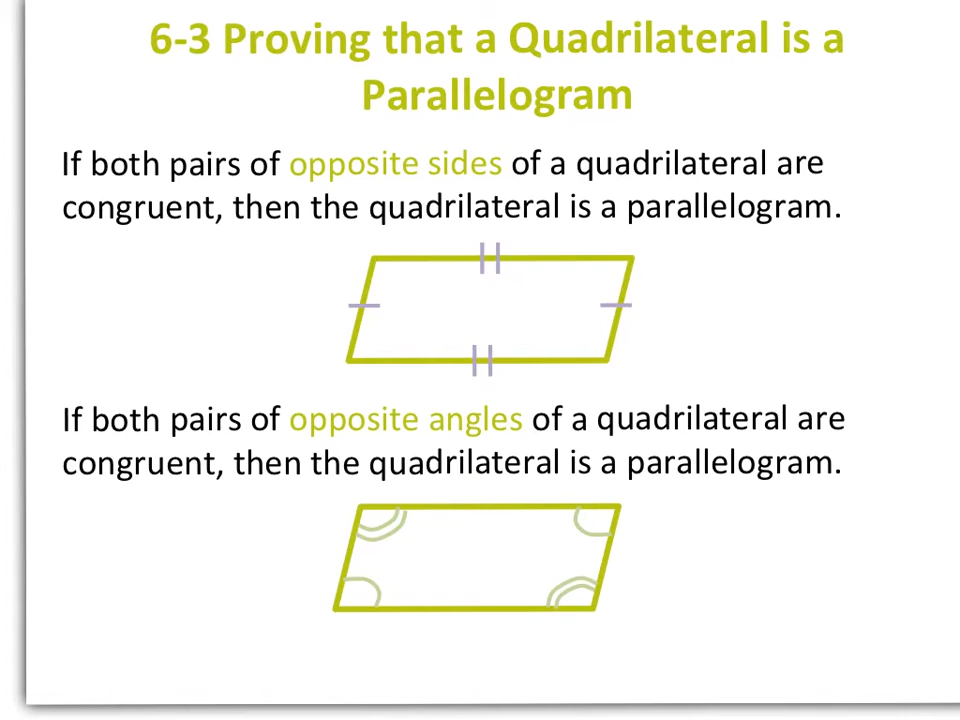 6-3 Proving that a Quadrilateral is a
Parallelogram
If both pairs of opposite sides of a quadrilateral are
congruent, then the quadrilateral is a parallelogram.
If both pairs of opposite angles of a quadrilateral are
congruent, then the quadrilateral is a parallelogram.